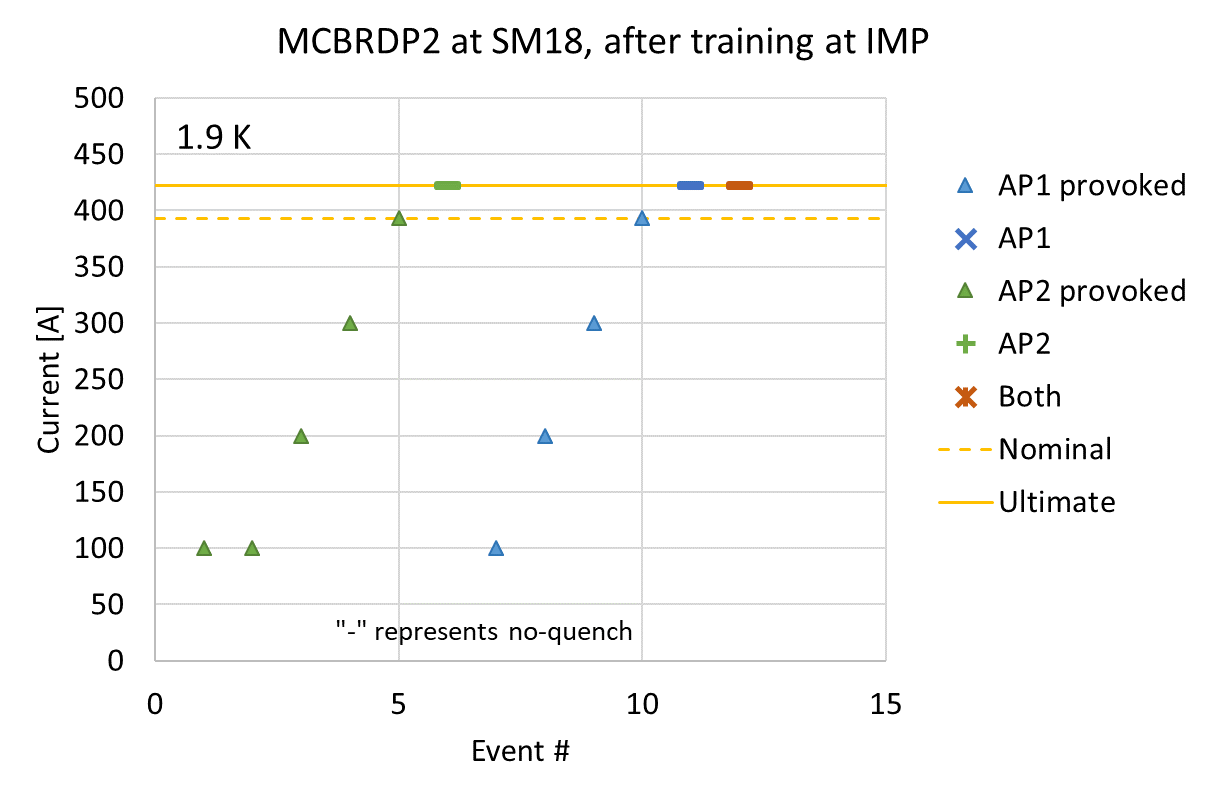 MCBRDP2 at SM18, after training at IMP
500
450
400
350
300
250
200
150
100
50
0
Current [A]
1.9 K
"-" represents no-quench
0 5 10 15
Event #
AP1 provoked
AP1
AP2 provoked
AP2
Both
Nominal
Ultimate